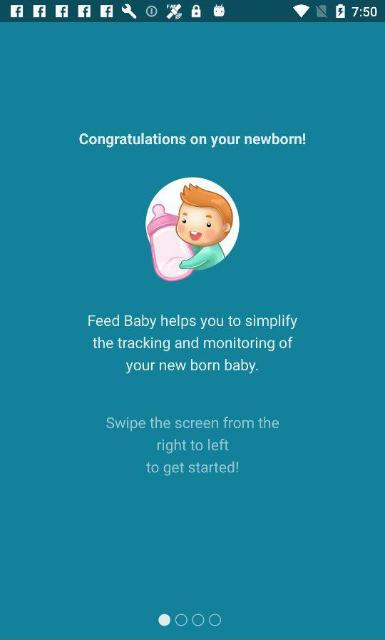 7:50
Congratulations on your newborn!
Feed Baby helps you to simplify
the tracking and monitoring of
your new born baby.
Swipe the screen from the
right to left
to get started!